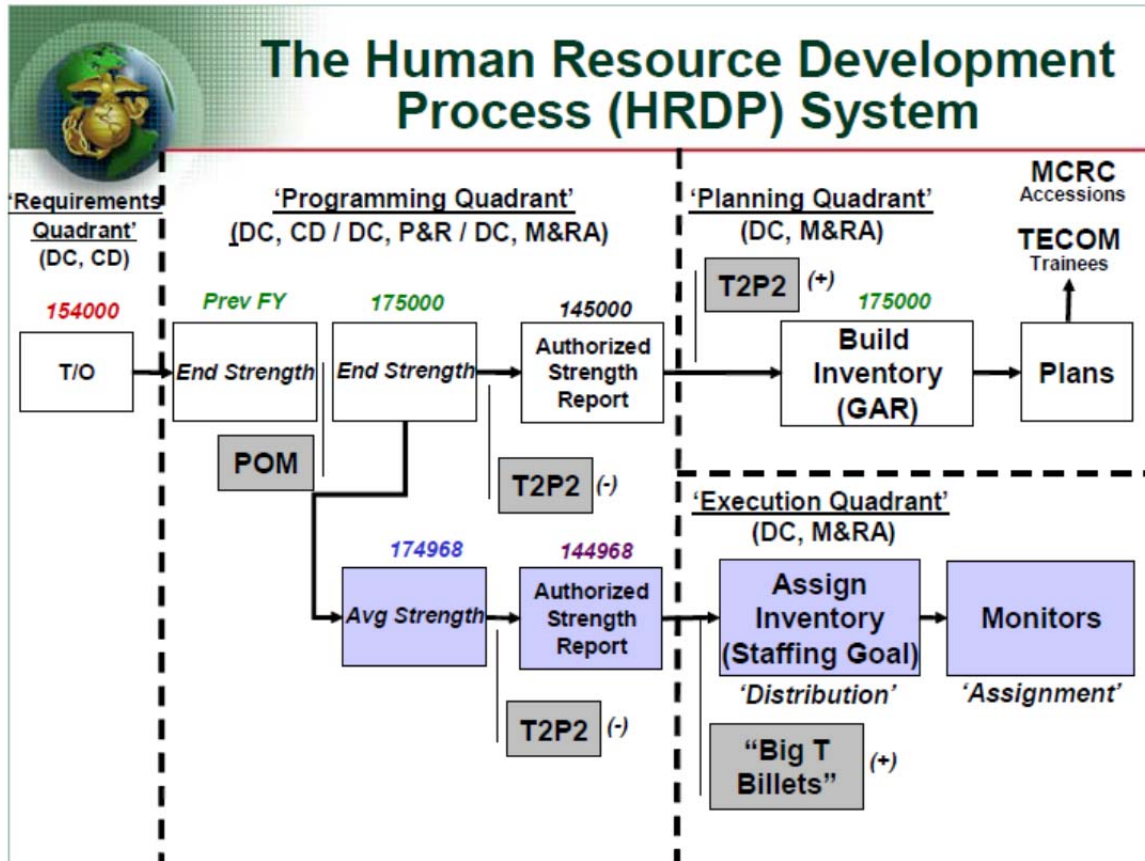 The Human Resource Development
Process (HRDP) System
'Requirements
Quadrant'
(DC, CD)
154000
T/O
'Programming Quadrant'
(DC, CD / DC, P&R / DC, M&RA)
Prev FY
End Strength
175000
End Strength
145000
Authorized
Strength
Report
POM
T2P2 (-)
174968
Avg Strength
144968
Authorized
Strength
Report
T2P2 (-)
'Planning Quadrant'
(DC, M&RA)
T2P2 (+)
175000
Build
Inventory
(GAR)
MCRC
Accessions
TECOM
Trainees
Plans
'Execution Quadrant'
(DC, M&RA)
Assign
Inventory
(Staffing Goal)
'Distribution'
Monitors
'Assignment'
"Big T
Billets" (+)